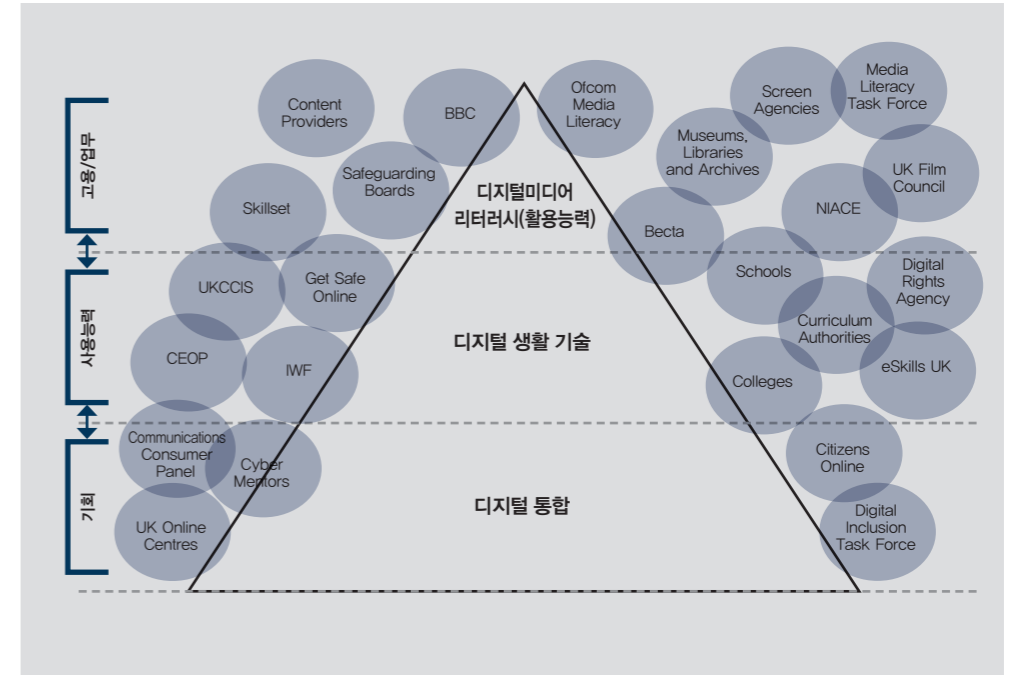 Content
Providers
BBC
Ofcom
Media
Literacy
Screen
Agencies
Media
Literacy
Task Force
고용/업무
Safeguarding
Boards
Museums,
Libraries
and Archives
UK Film
Council
Skillset
디지털미디어
리터러시(활용능력)
Becta
NIACE
UKCCIS
Get Safe
Online
Schools
Digital
Rights
Agency
사용능력
CEOP
IWF
디지털 생활 기술
Curriculum
Authorities
Colleges
eSkills UK
Communications
Consumer
Panel
Cyber
Mentors
Citizens
Online
기회
UK Online
Centres
디지털 통합
Digital
Inclusion
Task Force